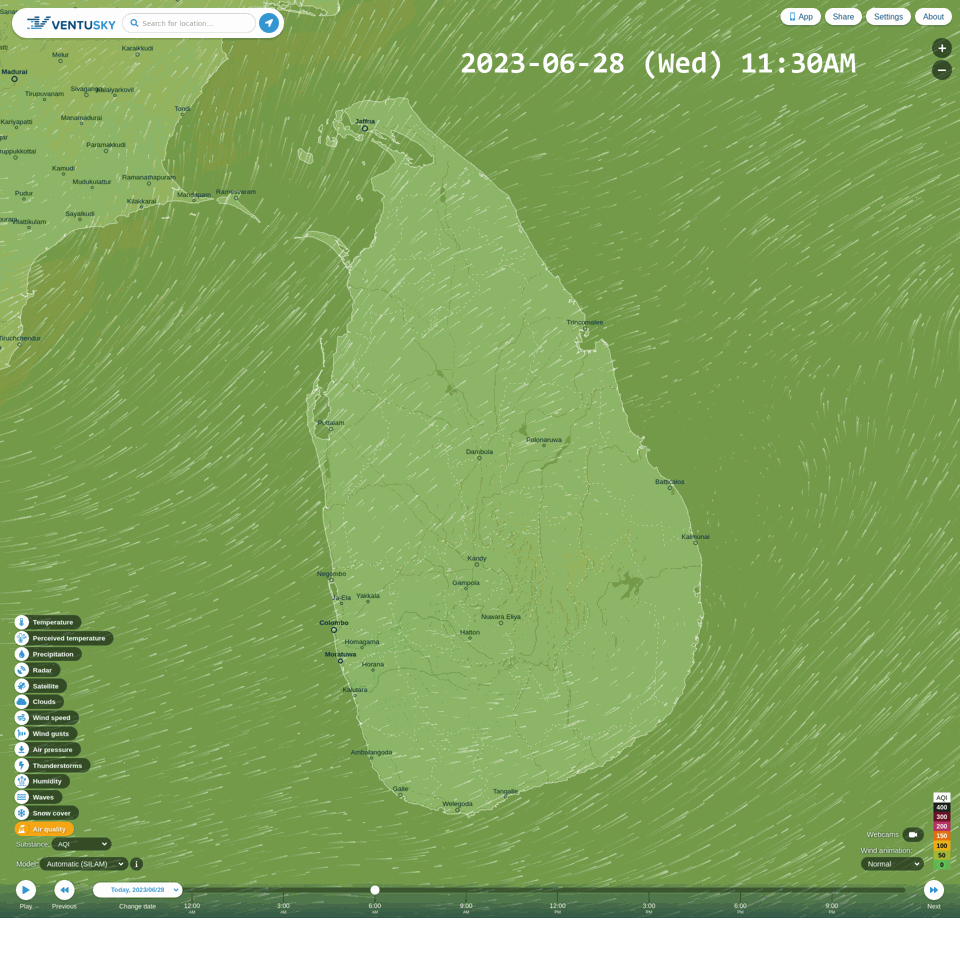 VENTUSKY
Search for location...
App
Share
Settings
About
2023-06-28 (Wed) 11:30AM
+
−
Karaikkudi
Melur
Madurai
Tirupuvanam
Sivaganga
Tondi
Kariyapatti
Manamadurai
Paramakkudi
Kamudi
Mudukulattur
Ramanathapuram
Pudur
Kilakkarai
Mandapam
Rameswaram
Sayalkudi
Vilattikulam
Tiruchchendur
Jaffna
Trincomalee
Puttalam
Polonaruwa
Dambula
Batticaloa
Kalmunai
Kandy
Negombo
Gampola
Ja-Ela
Yakkala
Nuwara Eliya
Colombo
Hatton
Homagama
Moratuwa
Horana
Kalutara
Ambalangoda
Galle
Tangalle
Weligoda
Temperature
Perceived temperature
Precipitation
Radar
Satellite
Clouds
Wind speed
Wind gusts
Air pressure
Thunderstorms
Humidity
Waves
Snow cover
Air quality
Substance:
AQI
Model:
Automatic (SILAM)
i
AQI
400
300
200
150
100
50
0
Webcams
Wind animation:
Normal
Today, 2023/06/28
Play
Previous
Change date
12:00
AM
3:00
AM
6:00
AM
9:00
AM
12:00
PM
3:00
PM
6:00
PM
9:00
PM
Next